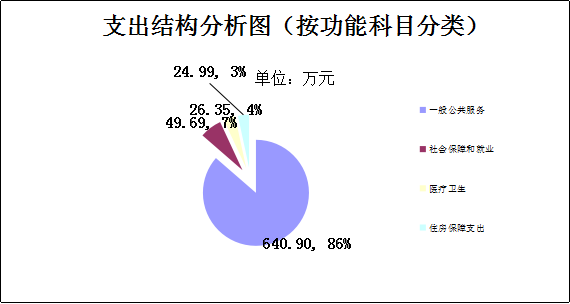 支出结构分析图（按功能科目分类）
单位：万元
24.99, 3%
26.35, 4%
49.69, 7%
640.90, 86%
一般公共服务
社会保障和就业
医疗卫生
住房保障支出